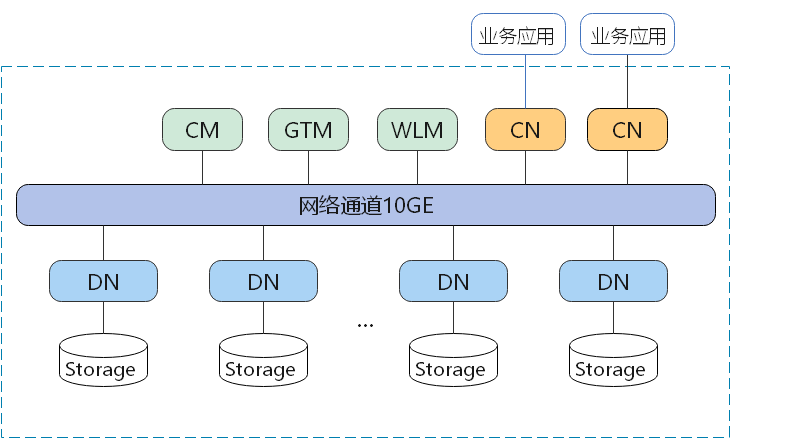 业务应用
业务应用
CM
GTM
WLM
CN
CN
网络通道10GE
DN
DN
DN
DN
...
Storage
Storage
Storage
Storage